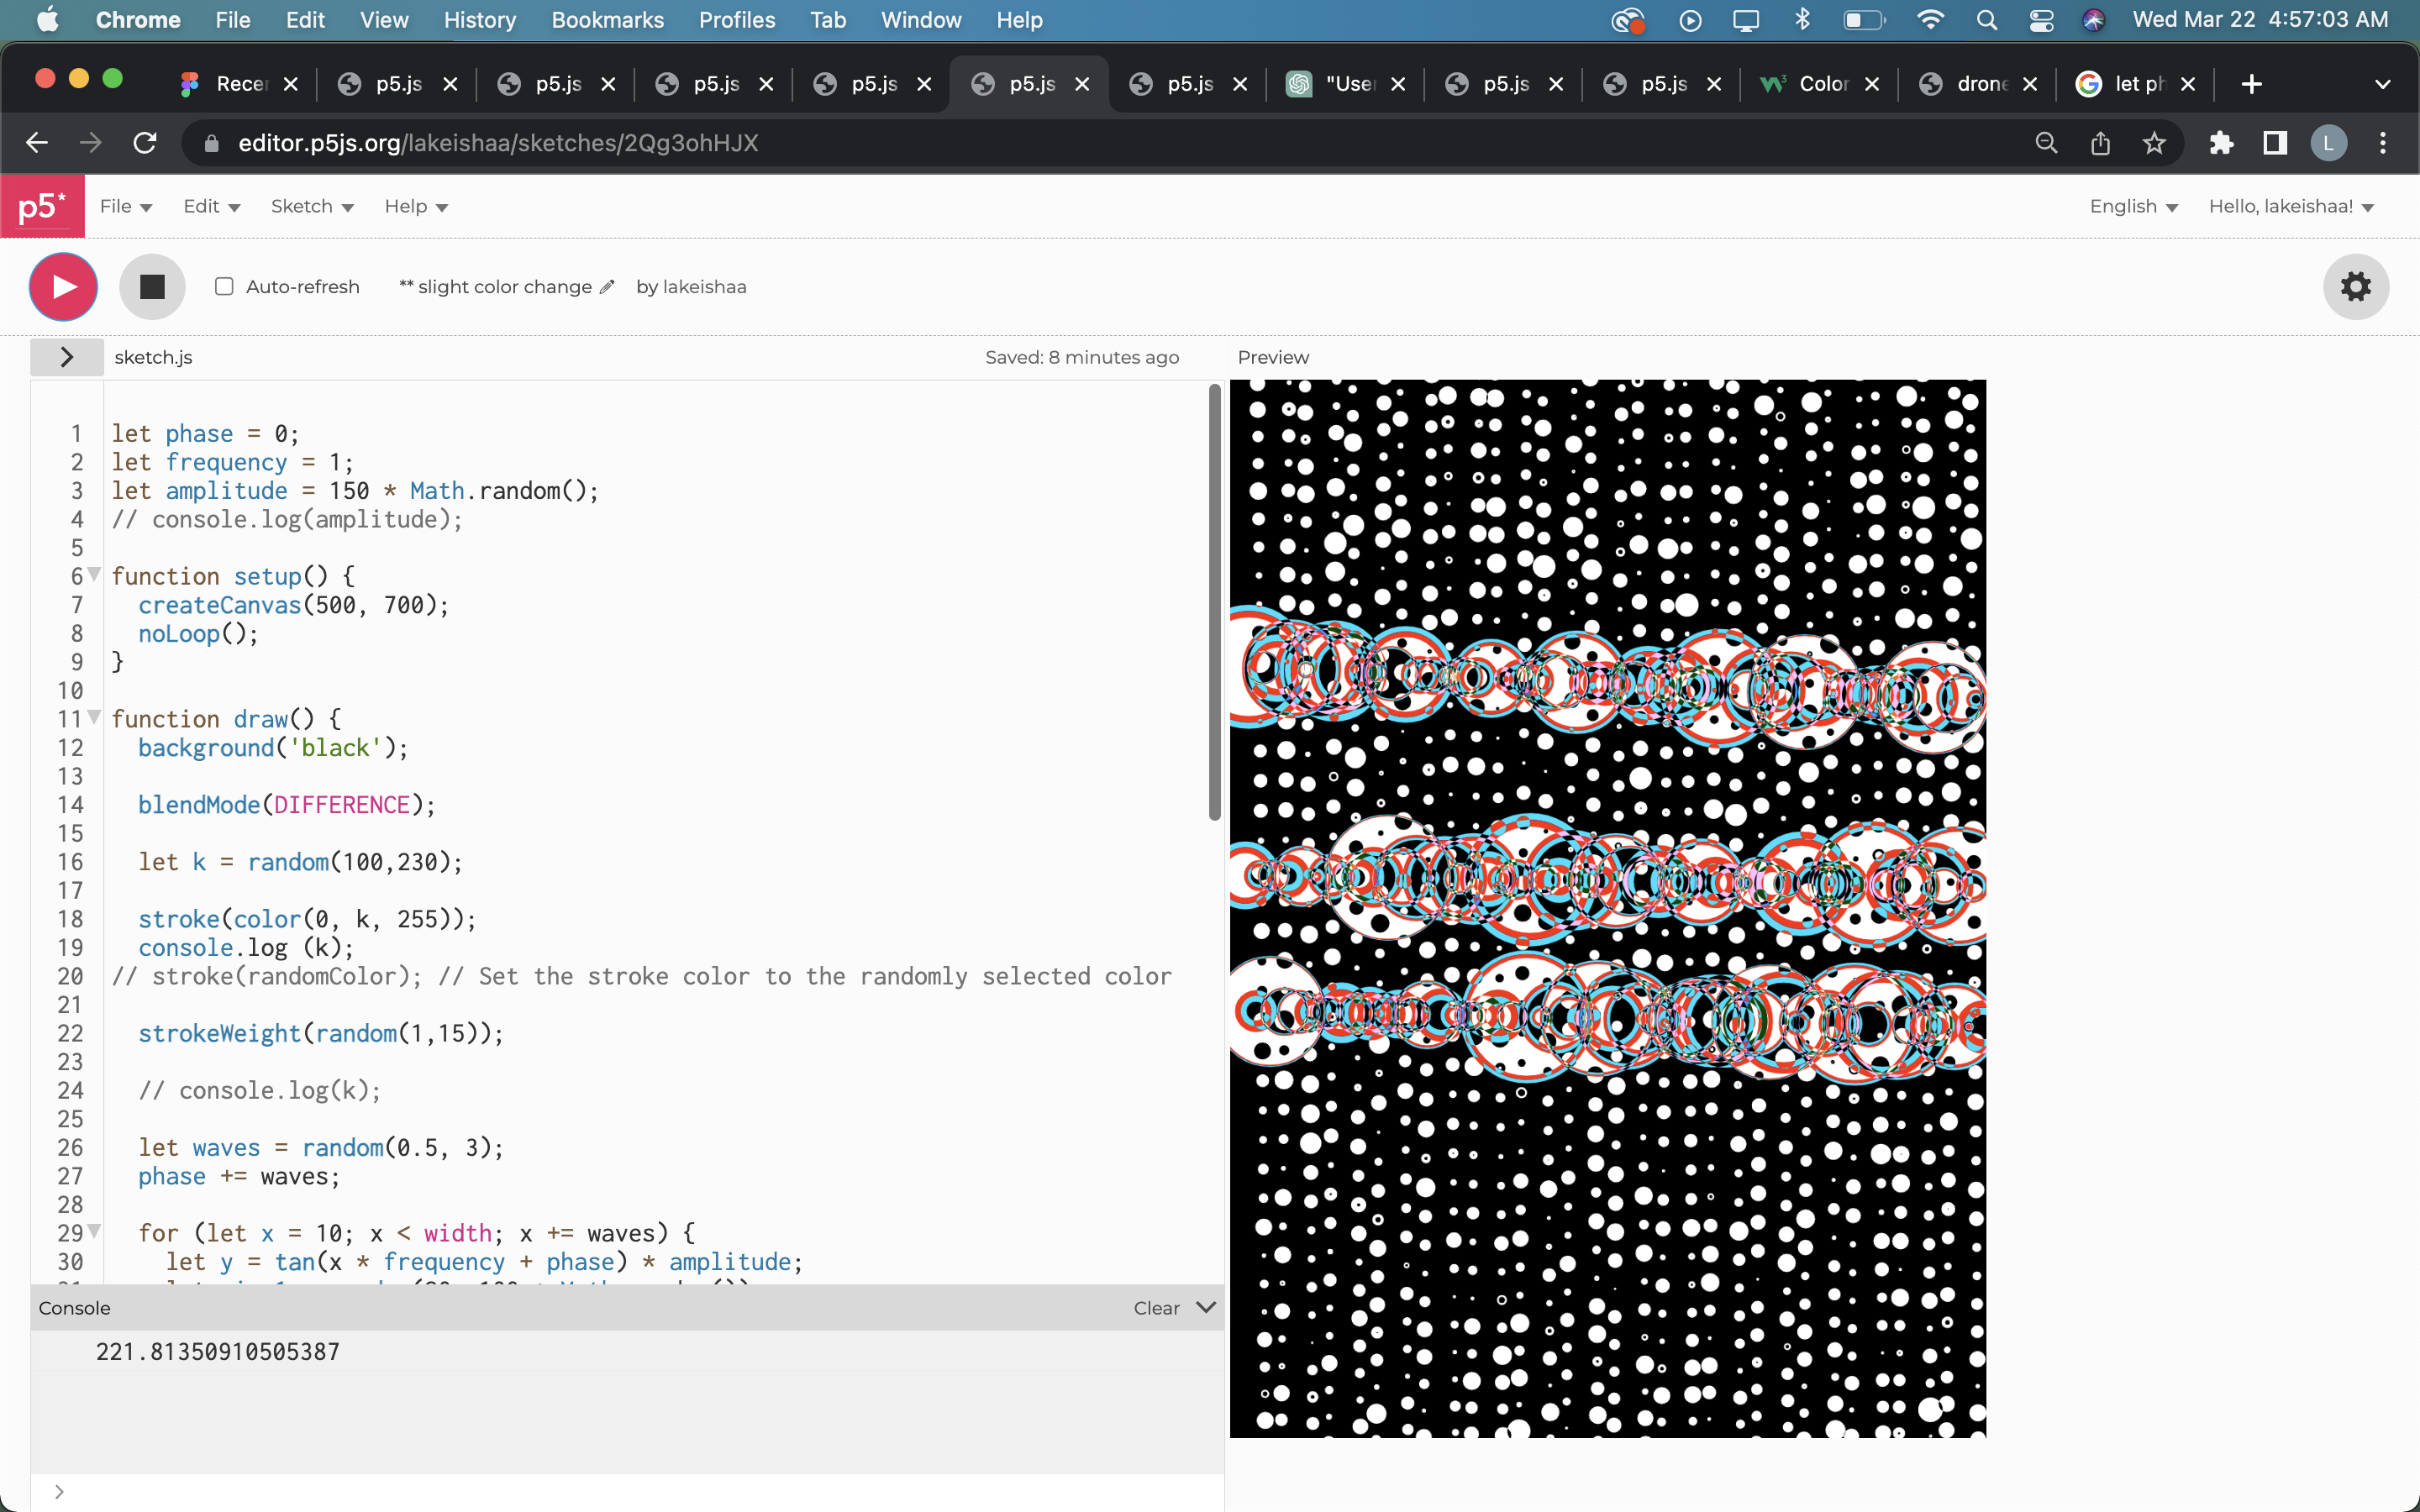 Chrome File Edit View History Bookmarks Profiles Tab Window Help Wed Mar 22 4:57:03 AM
Recer p5.js p5.js p5.js p5.js p5.js p5.js "User p5.js p5.js Color drone let ph
editor.p5js.org/lakeishaa/sketches/2Qg3ohHJX L
p5* File Edit Sketch Help English Hello, lakeishaa!
Auto-refresh ** slight color change by lakeishaa
sketch.js Saved: 8 minutes ago Preview
1 let phase = 0;
2 let frequency = 1;
3 let amplitude = 150 * Math.random();
4 // console.log(amplitude);
5
6 function setup() {
7 createCanvas(500, 700);
8 noLoop();
9 }
10
11 function draw() {
12 background('black');
13
14 blendMode(DIFFERENCE);
15
16 let k = random(100,230);
17
18 stroke(color(0, k, 255));
19 console.log (k);
20 // stroke(randomColor); // Set the stroke color to the randomly selected color
21
22 strokeWeight(random(1,15));
23
24 // console.log(k);
25
26 let waves = random(0.5, 3);
27 phase += waves;
28
29 for (let x = 10; x < width; x += waves) {
30 let y = tan(x * frequency + phase) * amplitude;
Console Clear
221.81350910505387